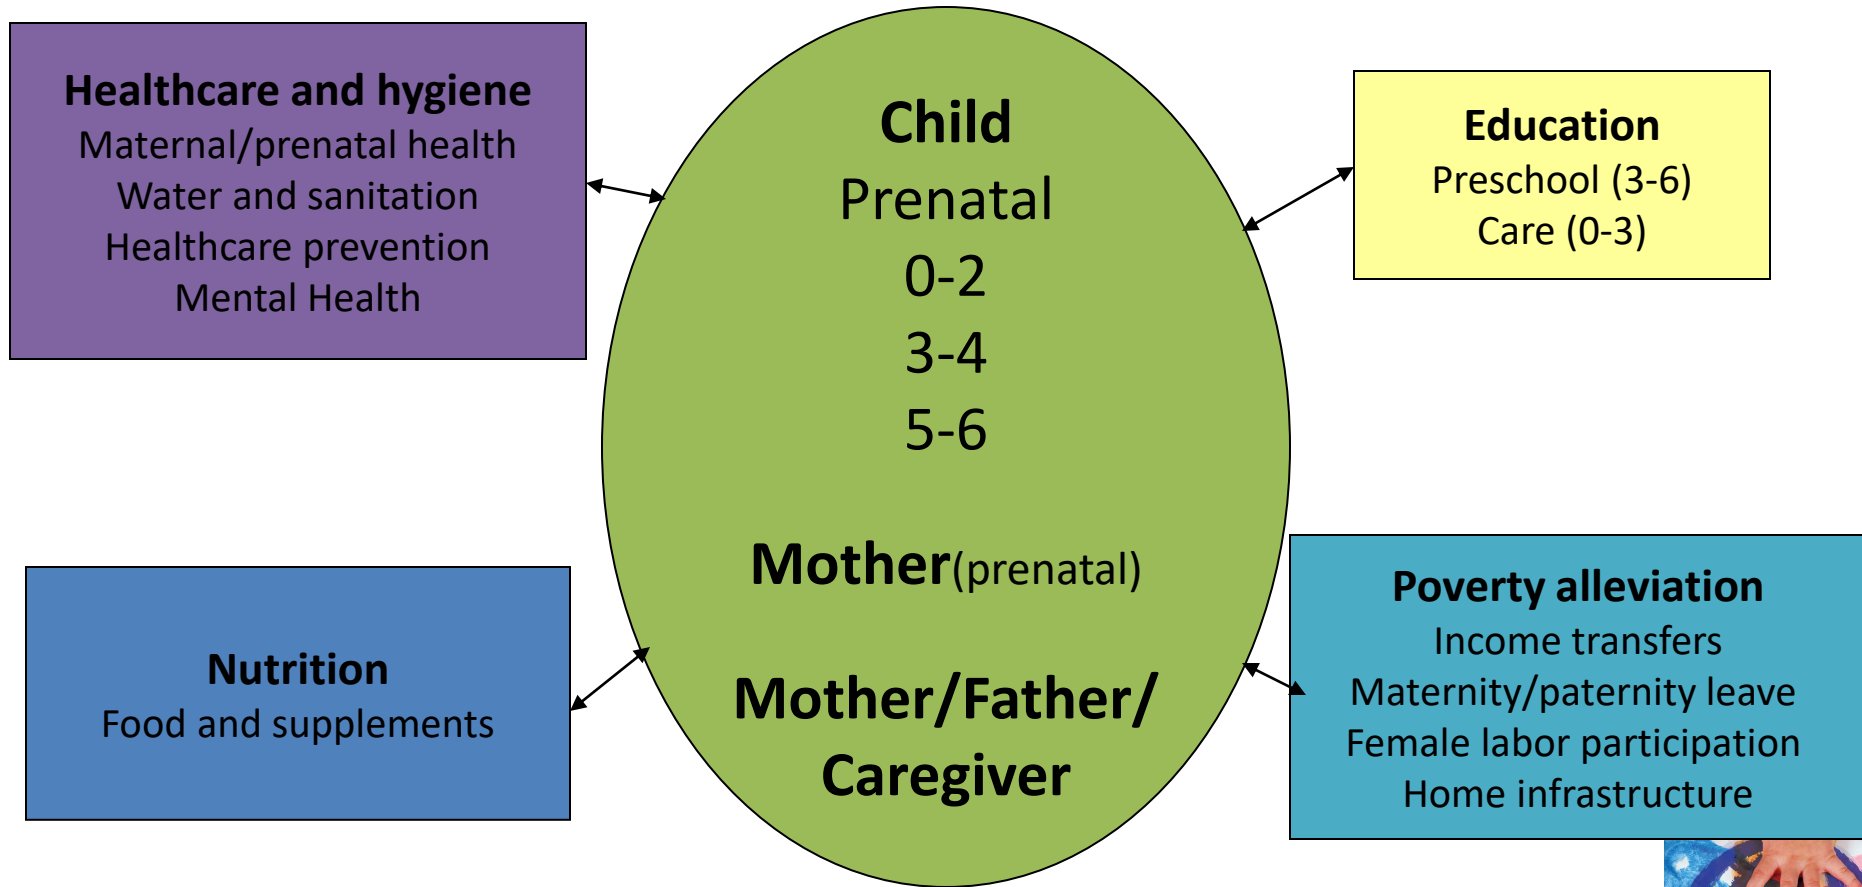 Healthcare and hygiene
Maternal/prenatal health
Water and sanitation
Healthcare prevention
Mental Health
Child
Prenatal
0-2
3-4
5-6
Mother(prenatal)
Mother/Father/
Caregiver
Education
Preschool (3-6)
Care (0-3)
Nutrition
Food and supplements
Poverty alleviation
Income transfers
Maternity/paternity leave
Female labor participation
Home infrastructure